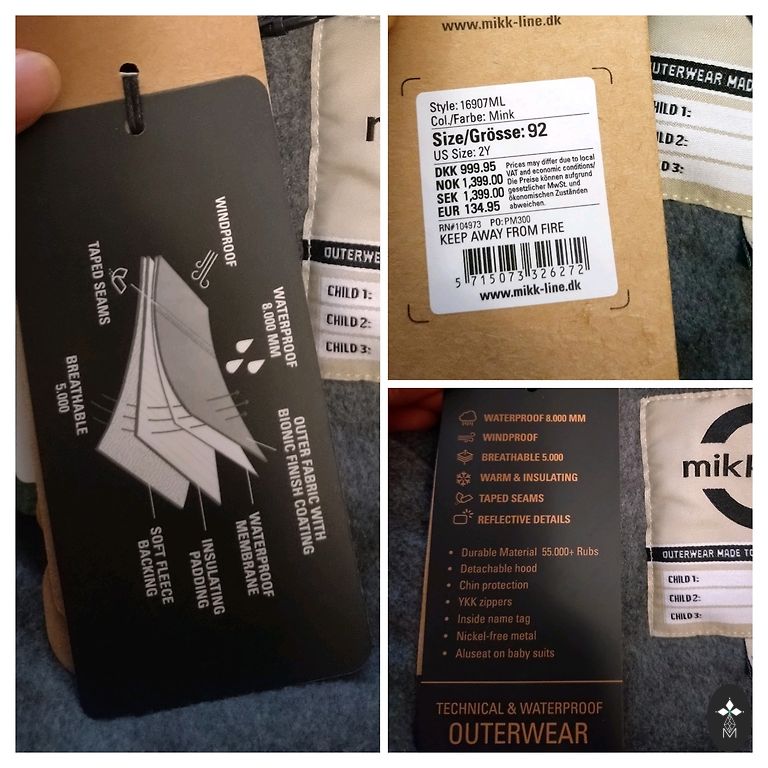 WINDPROOF
TAPED SEAMS
WATERPROOF
8.000 MM
BREATHABLE
5.000
OUTER FABRIC WITH
BIONIC FINISH COATING
WATERPROOF
MEMBRANE
INSULATING
PADDING
SOFT FLEECE
BACKING
OUTERWE
CHILD 1:
CHILD 2:
CHILD 3:
www.mikk-line.dk
Style: 16907ML
Col./Farbe: Mink
Size/Grösse: 92
US Size: 2Y
DKK 999.95
NOK 1,399.00
SEK 1,399.00
EUR 134.95
Prices may differ due to local
VAT and economic conditions/
Die Preise können aufgrund
gesetzlicher MwSt. und
ökonomischen Zuständen
abweichen.
RN#104973 PO: PM300
KEEP AWAY FROM FIRE
5 715073 326272
www.mikk-line.dk
UTERWEAR MAD
HILD 1:
ILD 2:
D 3:
WATERPROOF 8.000 MM
WINDPROOF
BREATHABLE 5.000
WARM & INSULATING
TAPED SEAMS
REFLECTIVE DETAILS
• Durable Material 55.000+ Rubs
• Detachable hood
• Chin protection
• YKK zippers
• Inside name tag
• Nickel-free metal
• Aluseat on baby suits
TECHNICAL & WATERPROOF
OUTERWEAR
mikk
OUTERWEAR MADE TO
CHILD 1:
CHILD 2:
CHILD 3:
M